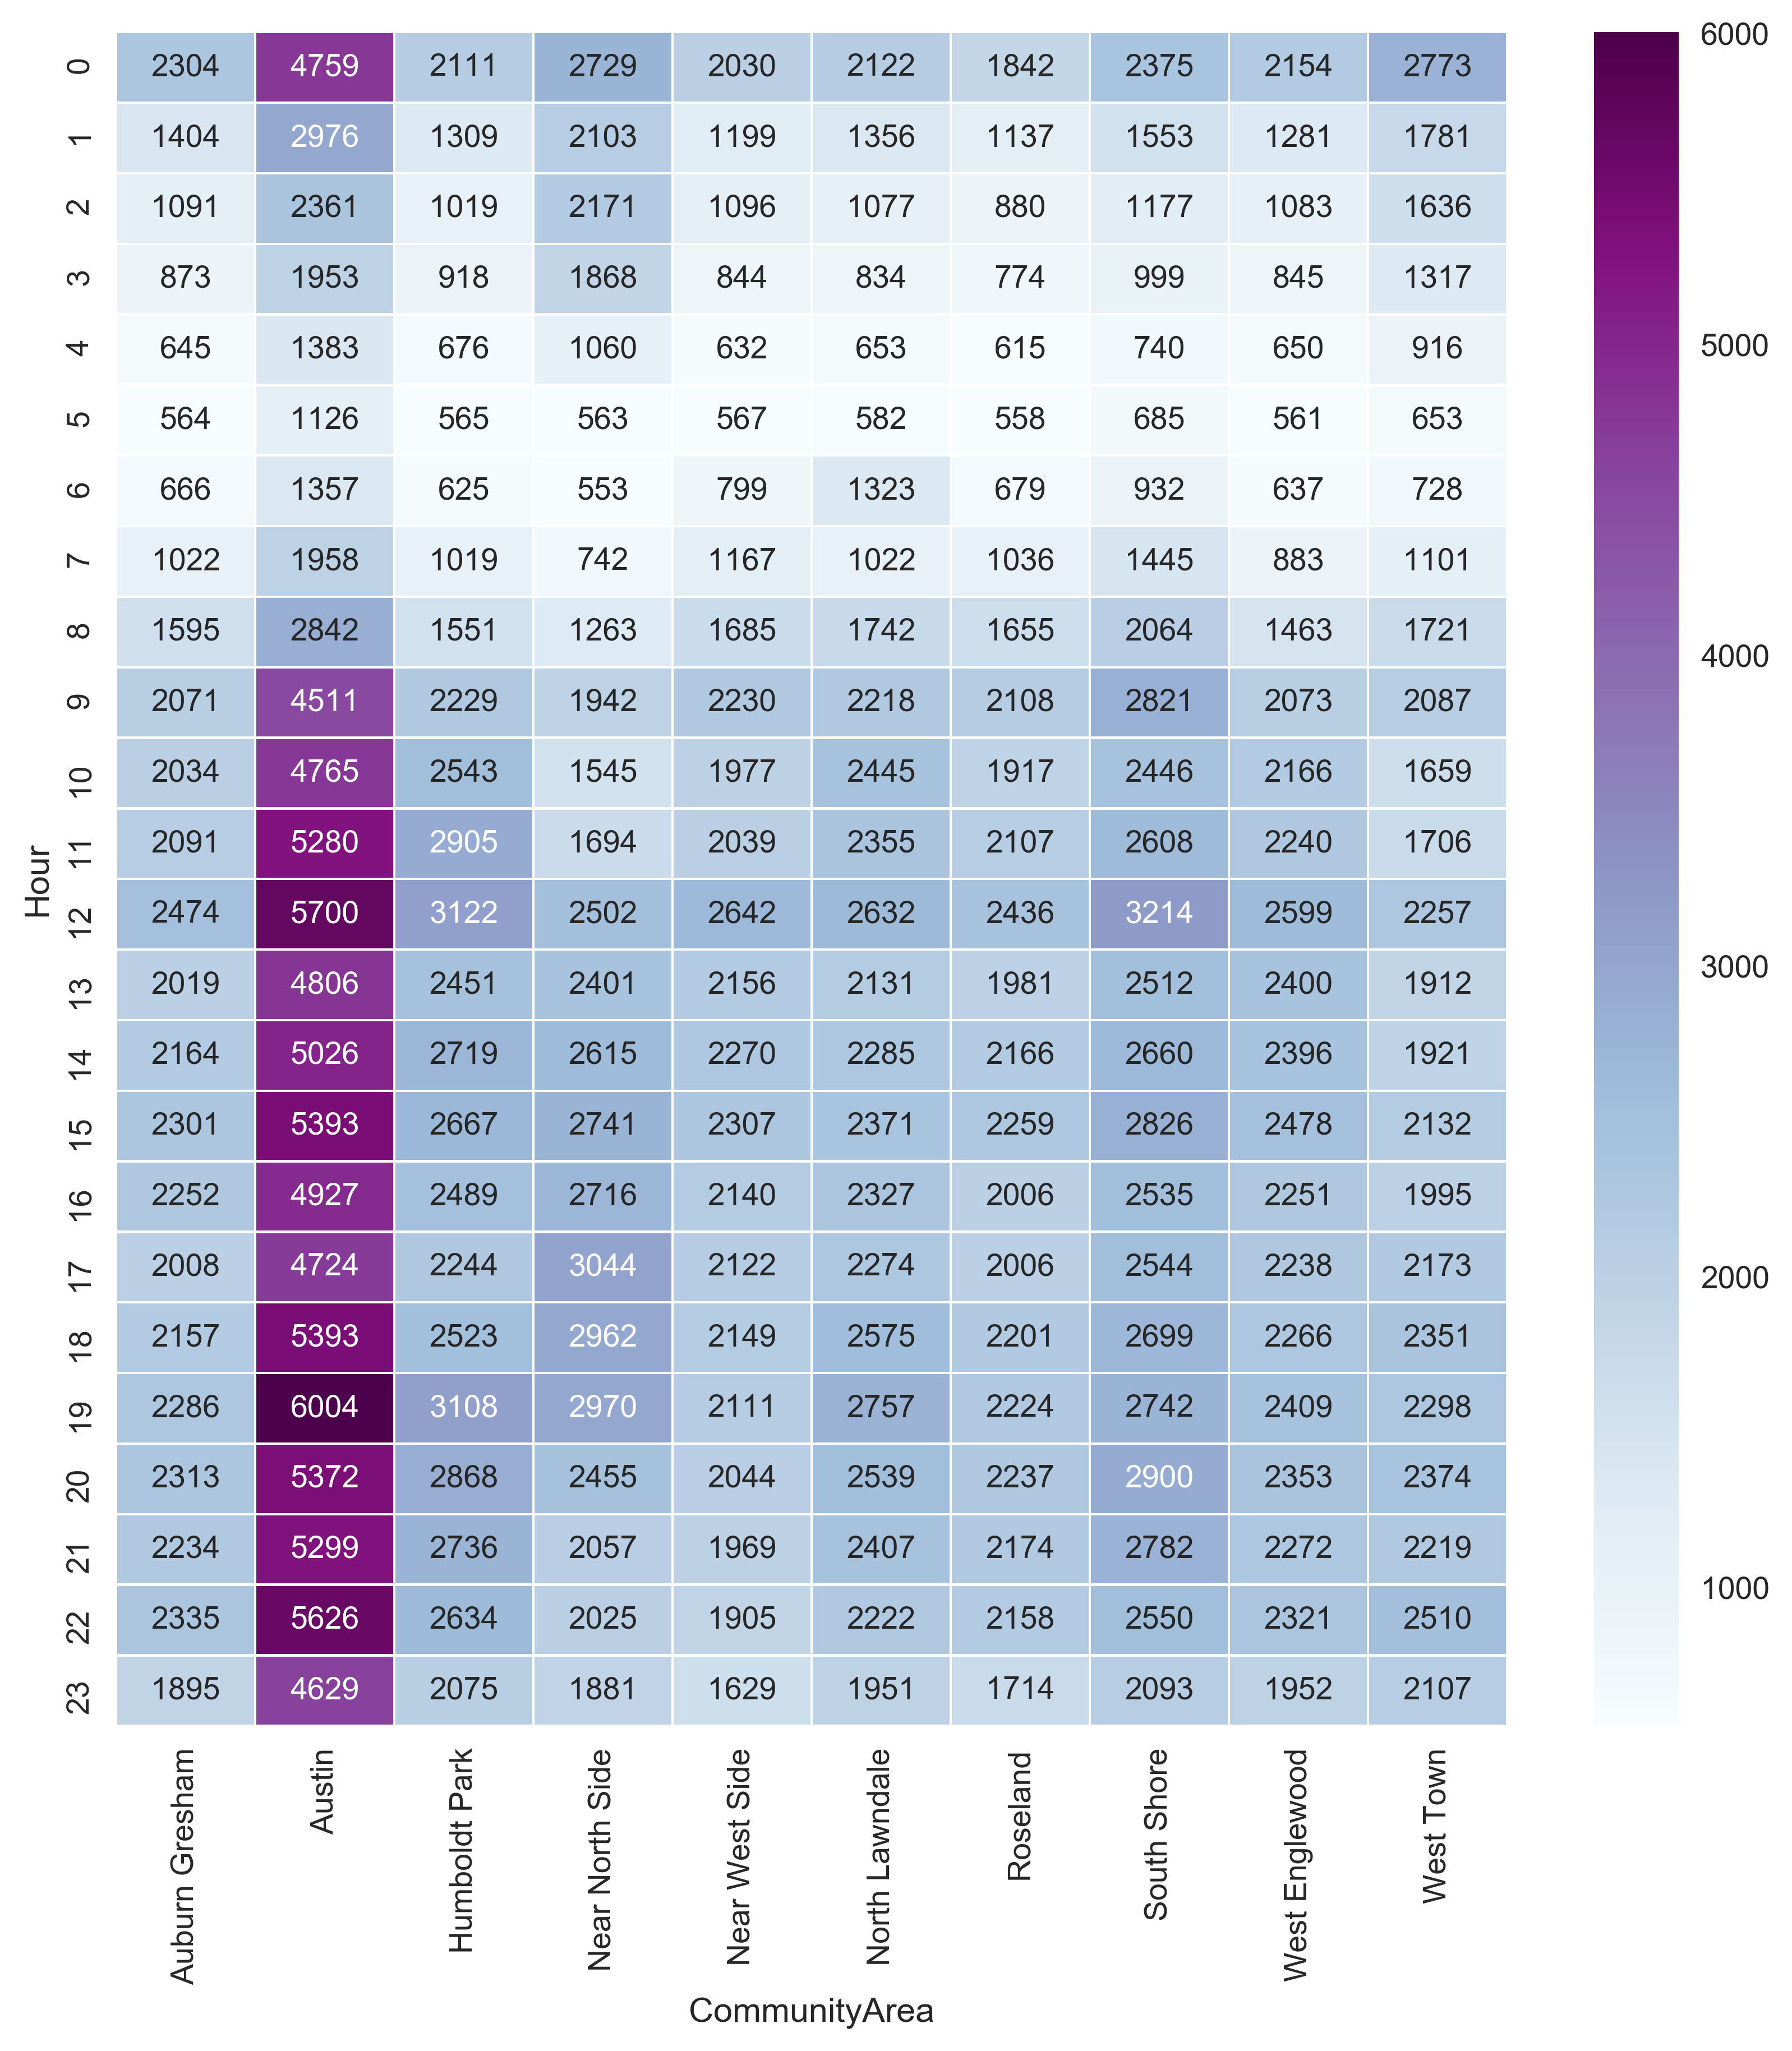 0 2304 4759 2111 2729 2030 2122 1842 2375 2154 2773
1 1404 2976 1309 2103 1199 1356 1137 1553 1281 1781
2 1091 2361 1019 2171 1096 1077 880 1177 1083 1636
3 873 1953 918 1868 844 834 774 999 845 1317
4 645 1383 676 1060 632 653 615 740 650 916
5 564 1126 565 563 567 582 558 685 561 653
6 666 1357 625 553 799 1323 679 932 637 728
7 1022 1958 1019 742 1167 1022 1036 1445 883 1101
8 1595 2842 1551 1263 1685 1742 1655 2064 1463 1721
9 2071 4511 2229 1942 2230 2218 2108 2821 2073 2087
10 2034 4765 2543 1545 1977 2445 1917 2446 2166 1659
11 2091 5280 2905 1694 2039 2355 2107 2608 2240 1706
12 2474 5700 3122 2502 2642 2632 2436 3214 2599 2257
13 2019 4806 2451 2401 2156 2131 1981 2512 2400 1912
14 2164 5026 2719 2615 2270 2285 2166 2660 2396 1921
15 2301 5393 2667 2741 2307 2371 2259 2826 2478 2132
16 2252 4927 2489 2716 2140 2327 2006 2535 2251 1995
17 2008 4724 2244 3044 2122 2274 2006 2544 2238 2173
18 2157 5393 2523 2962 2149 2575 2201 2699 2266 2351
19 2286 6004 3108 2970 2111 2757 2224 2742 2409 2298
20 2313 5372 2868 2455 2044 2539 2237 2900 2353 2374
21 2234 5299 2736 2057 1969 2407 2174 2782 2272 2219
22 2335 5626 2634 2025 1905 2222 2158 2550 2321 2510
23 1895 4629 2075 1881 1629 1951 1714 2093 1952 2107
Hour
Auburn Gresham
Austin
Humboldt Park
Near North Side
Near West Side
North Lawndale
Roseland
South Shore
West Englewood
West Town
CommunityArea
6000
5000
4000
3000
2000
1000